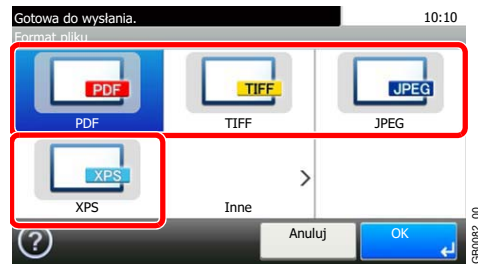 Gotowa do wysłania. 10:10
Format pliku
PDF TIFF JPEG
PDF TIFF JPEG
XPS
XPS Inne
Anuluj OK
GB0082_00